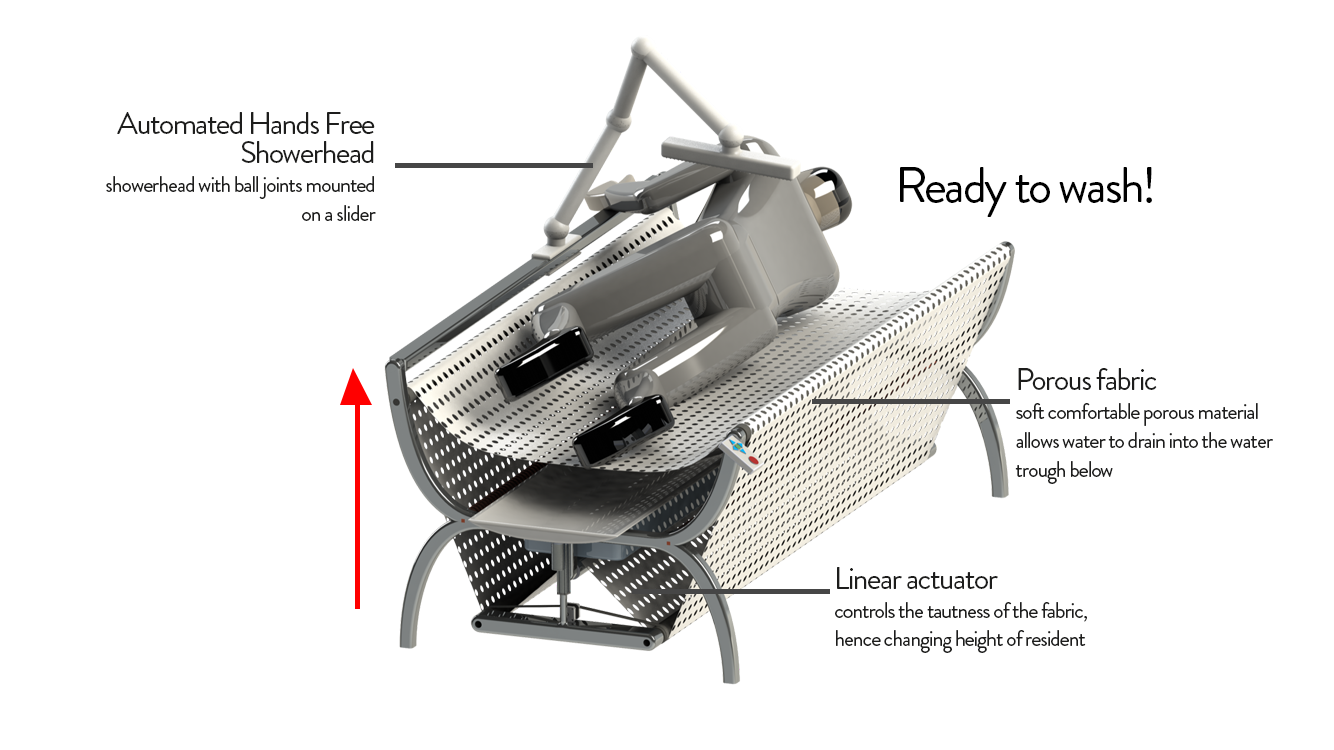 Automated Hands Free
Showerhead
showerhead with ball joints mounted
on a slider
Ready to wash!
Porous fabric
soft comfortable porous material
allows water to drain into the water
trough below
Linear actuator
controls the tautness of the fabric,
hence changing height of resident